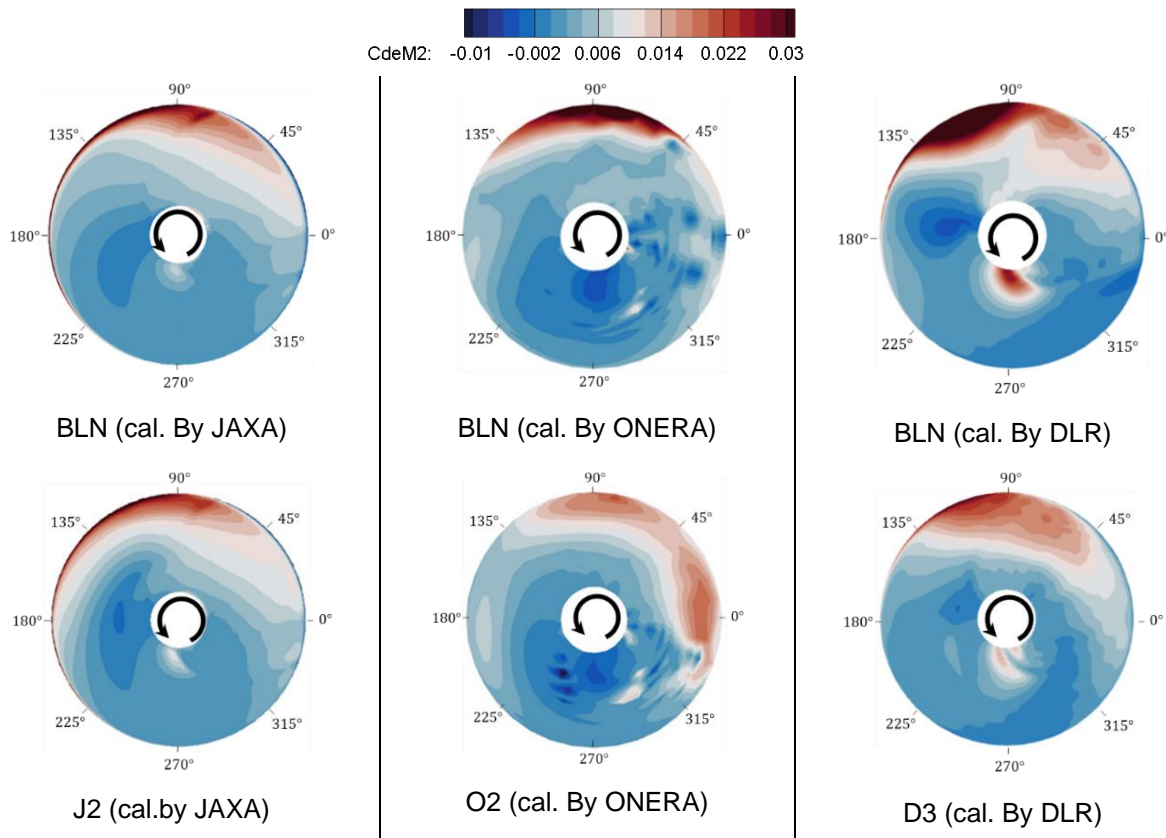 CdeM2: -0.01 -0.002 0.006 0.014 0.022 0.03
90° 90° 90°
135° 45° 135° 45° 135° 45°
180° 0° 180° 0° 180° 0°
225° 315° 225° 315° 225° 315°
270° 270° 270°
BLN (cal. By JAXA) BLN (cal. By ONERA) BLN (cal. By DLR)
90° 90° 90°
135° 45° 135° 45° 135° 45°
180° 0° 180° 0° 180° 0°
225° 315° 225° 315° 225° 315°
270° 270° 270°
J2 (cal.by JAXA) O2 (cal. By ONERA) D3 (cal. By DLR)